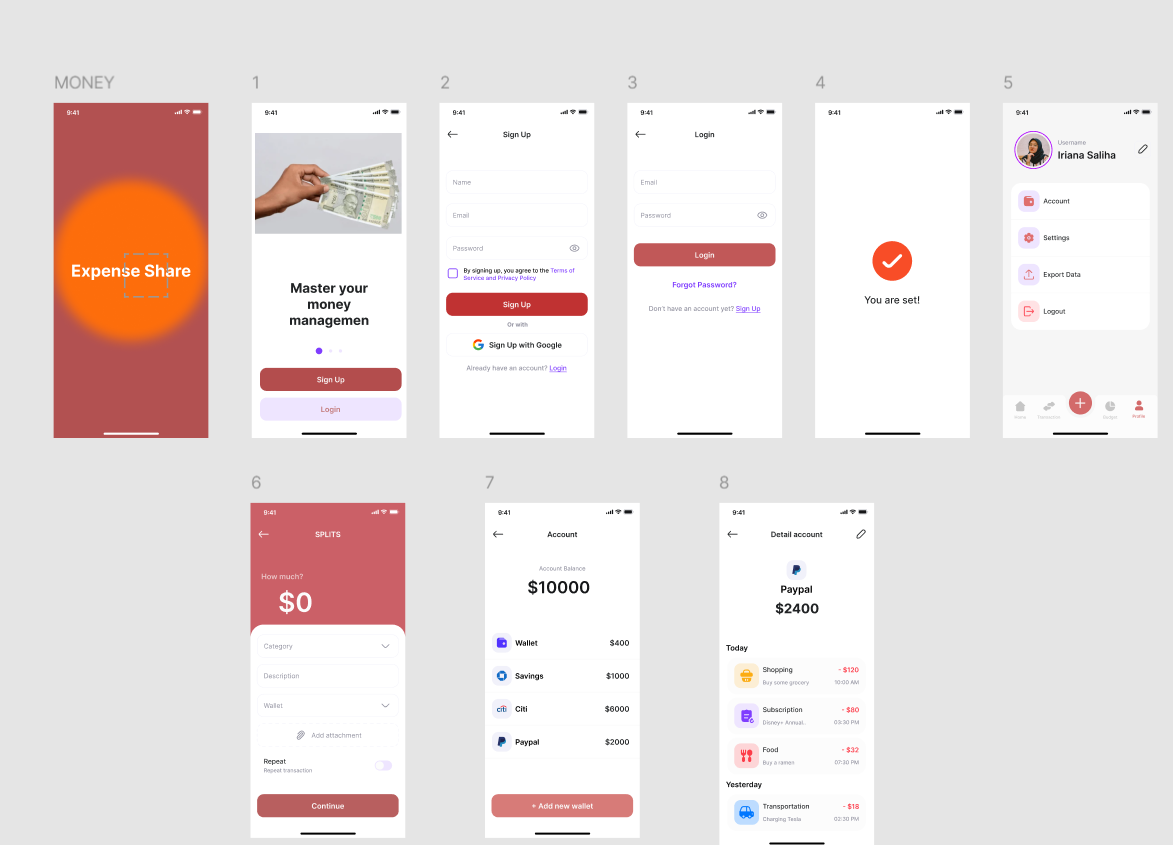 MONEY
9:41
Expense Share
1
9:41
Master your
money
managemen
Sign Up
Login
2
9:41
Sign Up
Name
Email
Password
By signing up, you agree to the Terms of
Service and Privacy Policy
Sign Up
Or with
Sign Up with Google
Already have an account? Login
3
9:41
Login
Email
Password
Login
Forgot Password?
Don't have an account yet? Sign Up
4
9:41
You are set!
5
9:41
Username
Iriana Saliha
Account
Settings
Export Data
Logout
Home
Budget
Profile
6
9:41
SPLITS
How much?
$0
Category
Description
Wallet
Add attachment
Repeat
Repeat transaction
Continue
7
9:41
Account
Account Balance
$10000
Wallet $400
Savings $1000
citi Citi $6000
Paypal $2000
+ Add new wallet
8
9:41
Detail account
Paypal
$2400
Today
Shopping - $120
Buy some grocery 10:00 AM
Subscription - $80
Disney+ Annual.. 03:30 PM
Food - $32
Buy a ramen 07:30 PM
Yesterday
Transportation - $18
Charging Tesla 02:30 PM